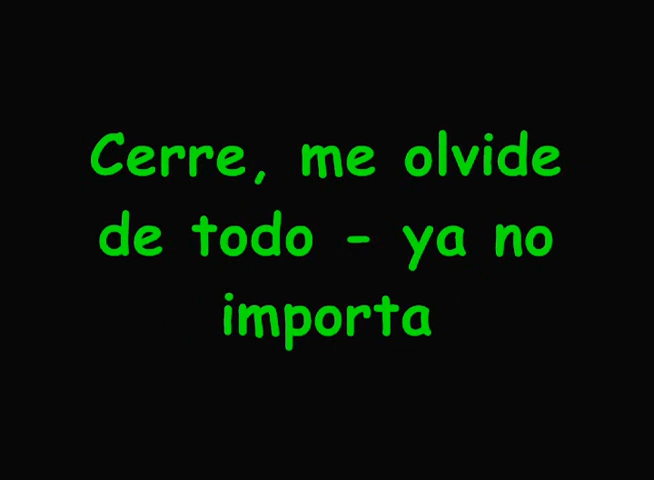 Cerre, me olvide
de todo - ya no
importa